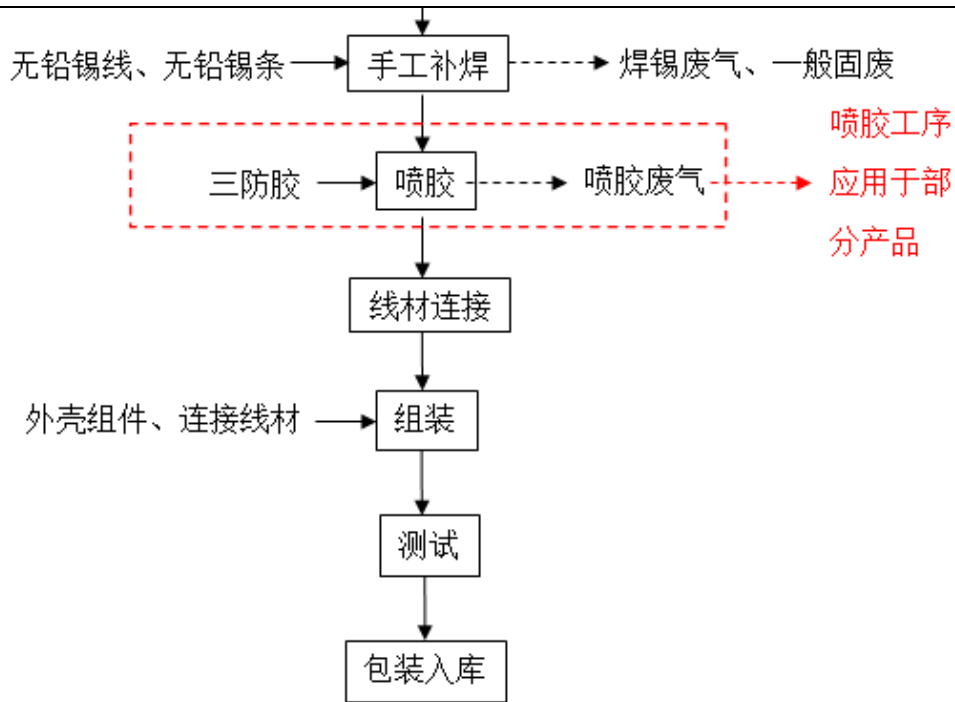 无铅锡线、无铅锡条
手工补焊
焊锡废气、一般固废
三防胶
喷胶
喷胶废气
喷胶工序
应用于部
分产品
线材连接
外壳组件、连接线材
组装
测试
包装入库